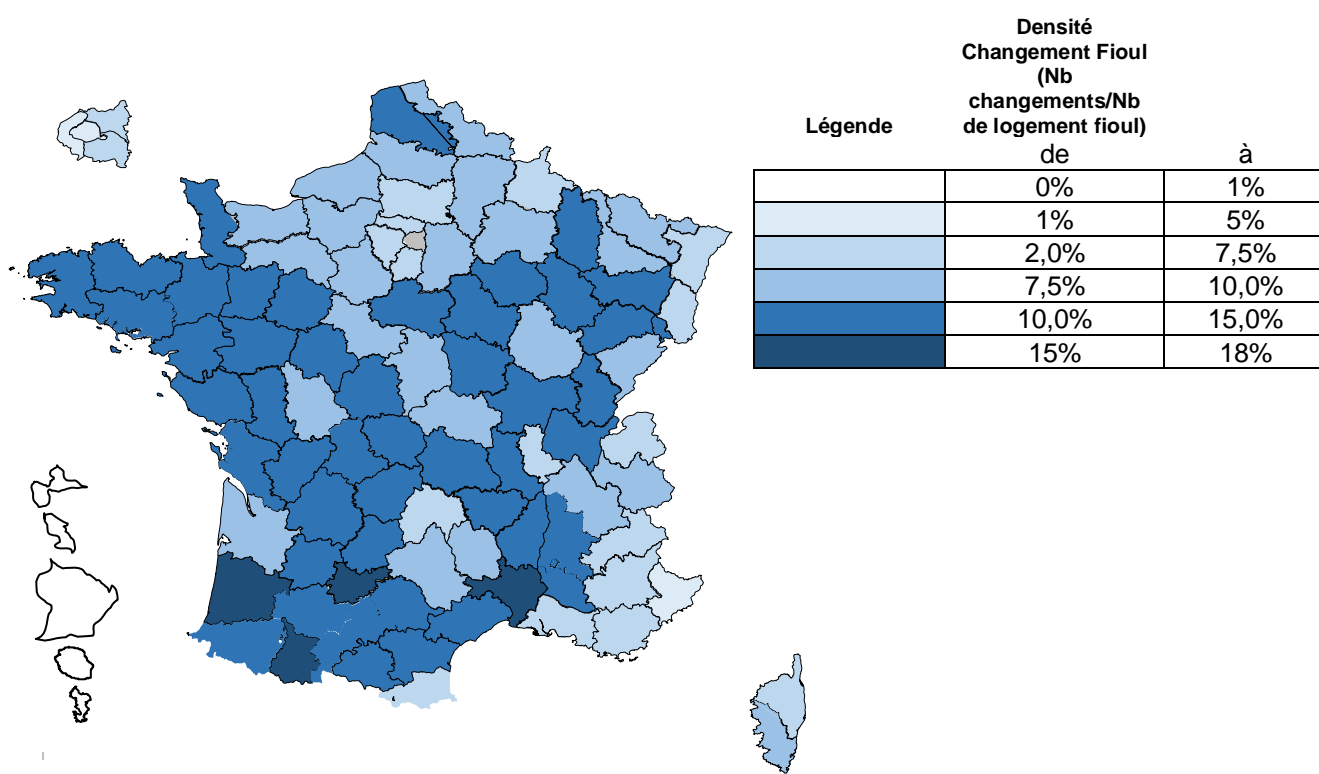 Densité
Changement Fioul
(Nb
changements/Nb
Légende de logement fioul)
de à
0% 1%
1% 5%
2,0% 7,5%
7,5% 10,0%
10,0% 15,0%
15% 18%